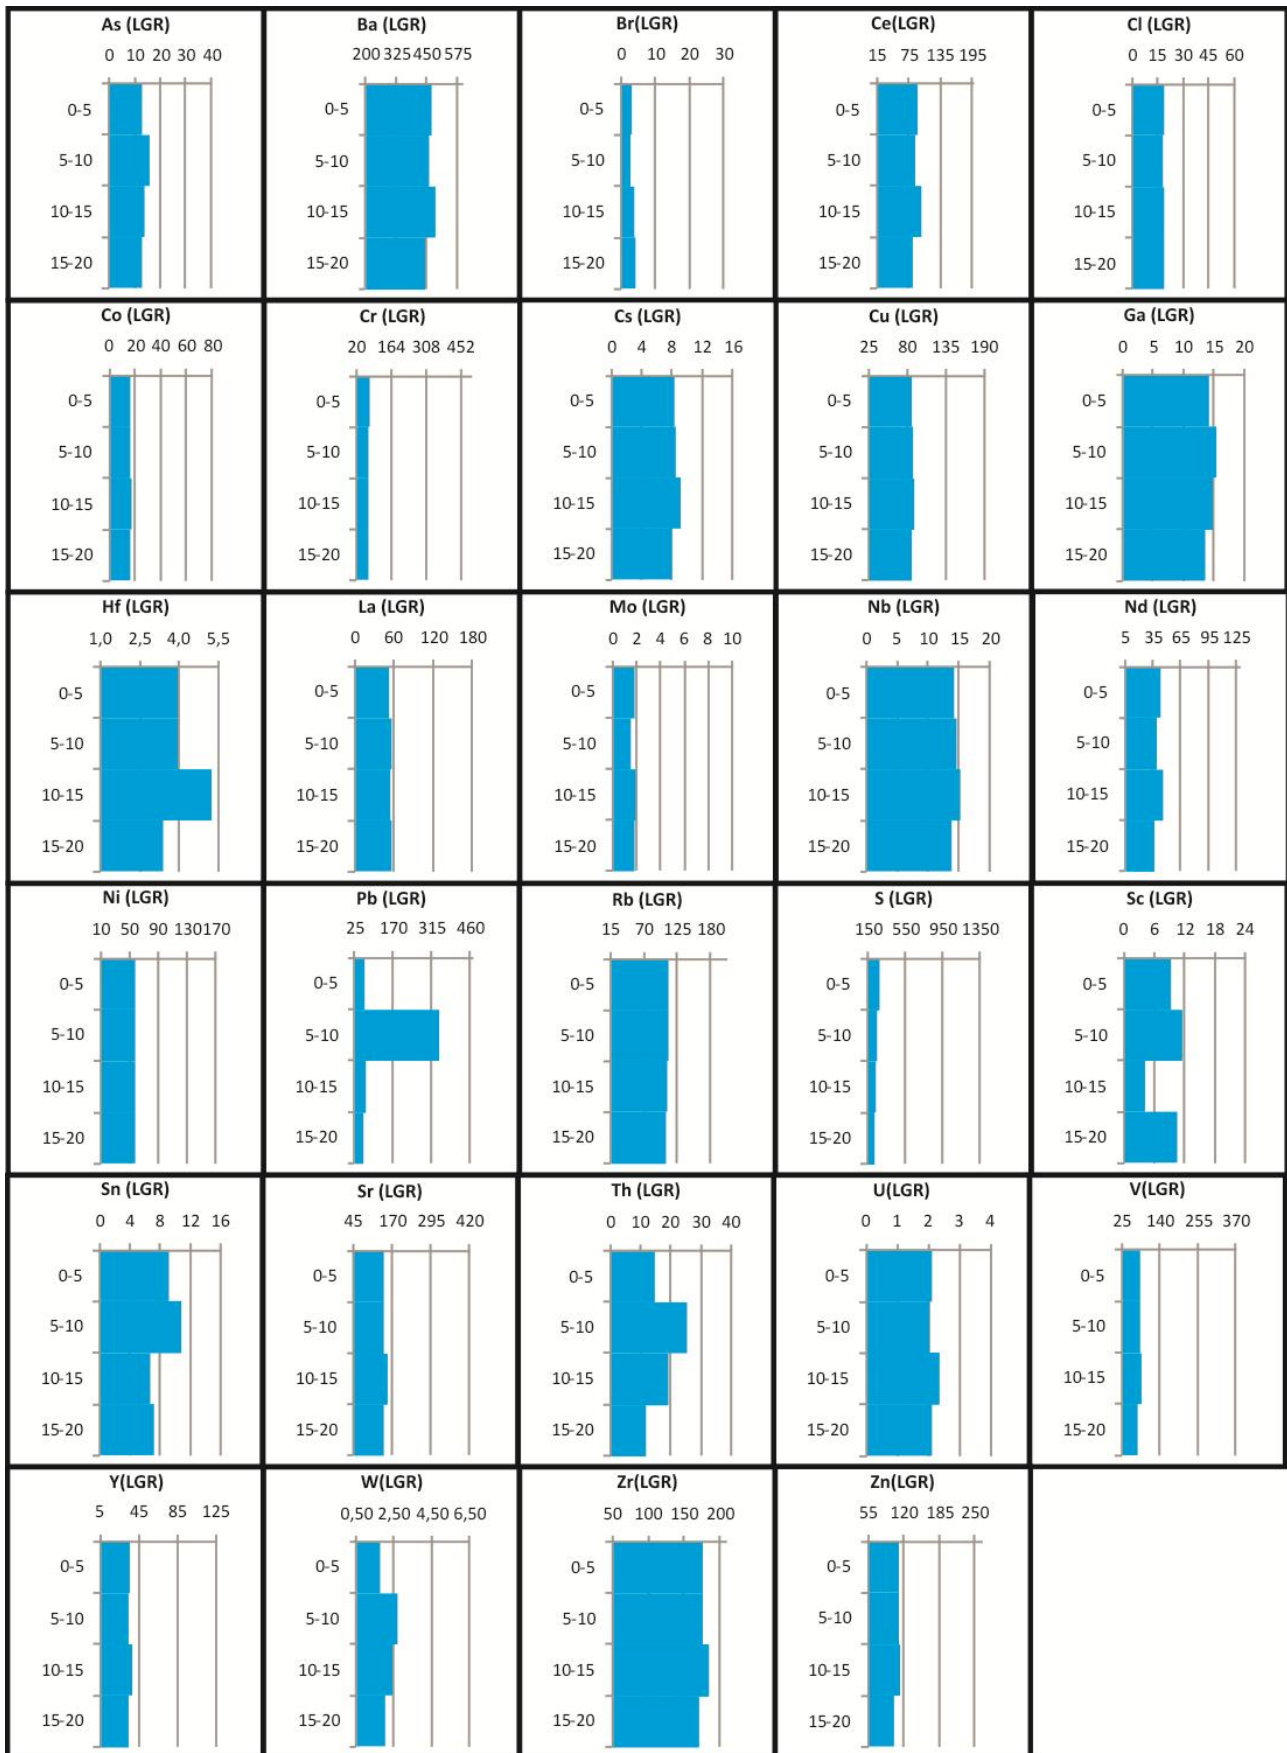 As (LGR)
0 10 20 30 40
0-5
5-10
10-15
15-20
Ba (LGR)
200 325 450 575
0-5
5-10
10-15
15-20
Br(LGR)
0 10 20 30
0-5
5-10
10-15
15-20
Ce(LGR)
15 75 135 195
0-5
5-10
10-15
15-20
Cl (LGR)
0 15 30 45 60
0-5
5-10
10-15
15-20
Co (LGR)
0 20 40 60 80
0-5
5-10
10-15
15-20
Cr (LGR)
20 164 308 452
0-5
5-10
10-15
15-20
Cs (LGR)
0 4 8 12 16
0-5
5-10
10-15
15-20
Cu (LGR)
25 80 135 190
0-5
5-10
10-15
15-20
Ga (LGR)
0 5 10 15 20
0-5
5-10
10-15
15-20
Hf (LGR)
1,0 2,5 4,0 5,5
0-5
5-10
10-15
15-20
La (LGR)
0 60 120 180
0-5
5-10
10-15
15-20
Mo (LGR)
0 2 4 6 8 10
0-5
5-10
10-15
15-20
Nb (LGR)
0 5 10 15 20
0-5
5-10
10-15
15-20
Nd (LGR)
5 35 65 95 125
0-5
5-10
10-15
15-20
Ni (LGR)
10 50 90 130 170
0-5
5-10
10-15
15-20
Pb (LGR)
25 170 315 460
0-5
5-10
10-15
15-20
Rb (LGR)
15 70 125 180
0-5
5-10
10-15
15-20
S (LGR)
150 550 950 1350
0-5
5-10
10-15
15-20
Sc (LGR)
0 6 12 18 24
0-5
5-10
10-15
15-20
Sn (LGR)
0 4 8 12 16
0-5
5-10
10-15
15-20
Sr (LGR)
45 170 295 420
0-5
5-10
10-15
15-20
Th (LGR)
0 10 20 30 40
0-5
5-10
10-15
15-20
U(LGR)
0 1 2 3 4
0-5
5-10
10-15
15-20
V(LGR)
25 140 255 370
0-5
5-10
10-15
15-20
Y(LGR)
5 45 85 125
0-5
5-10
10-15
15-20
W(LGR)
0,50 2,50 4,50 6,50
0-5
5-10
10-15
15-20
Zr(LGR)
50 100 150 200
0-5
5-10
10-15
15-20
Zn(LGR)
55 120 185 250
0-5
5-10
10-15
15-20